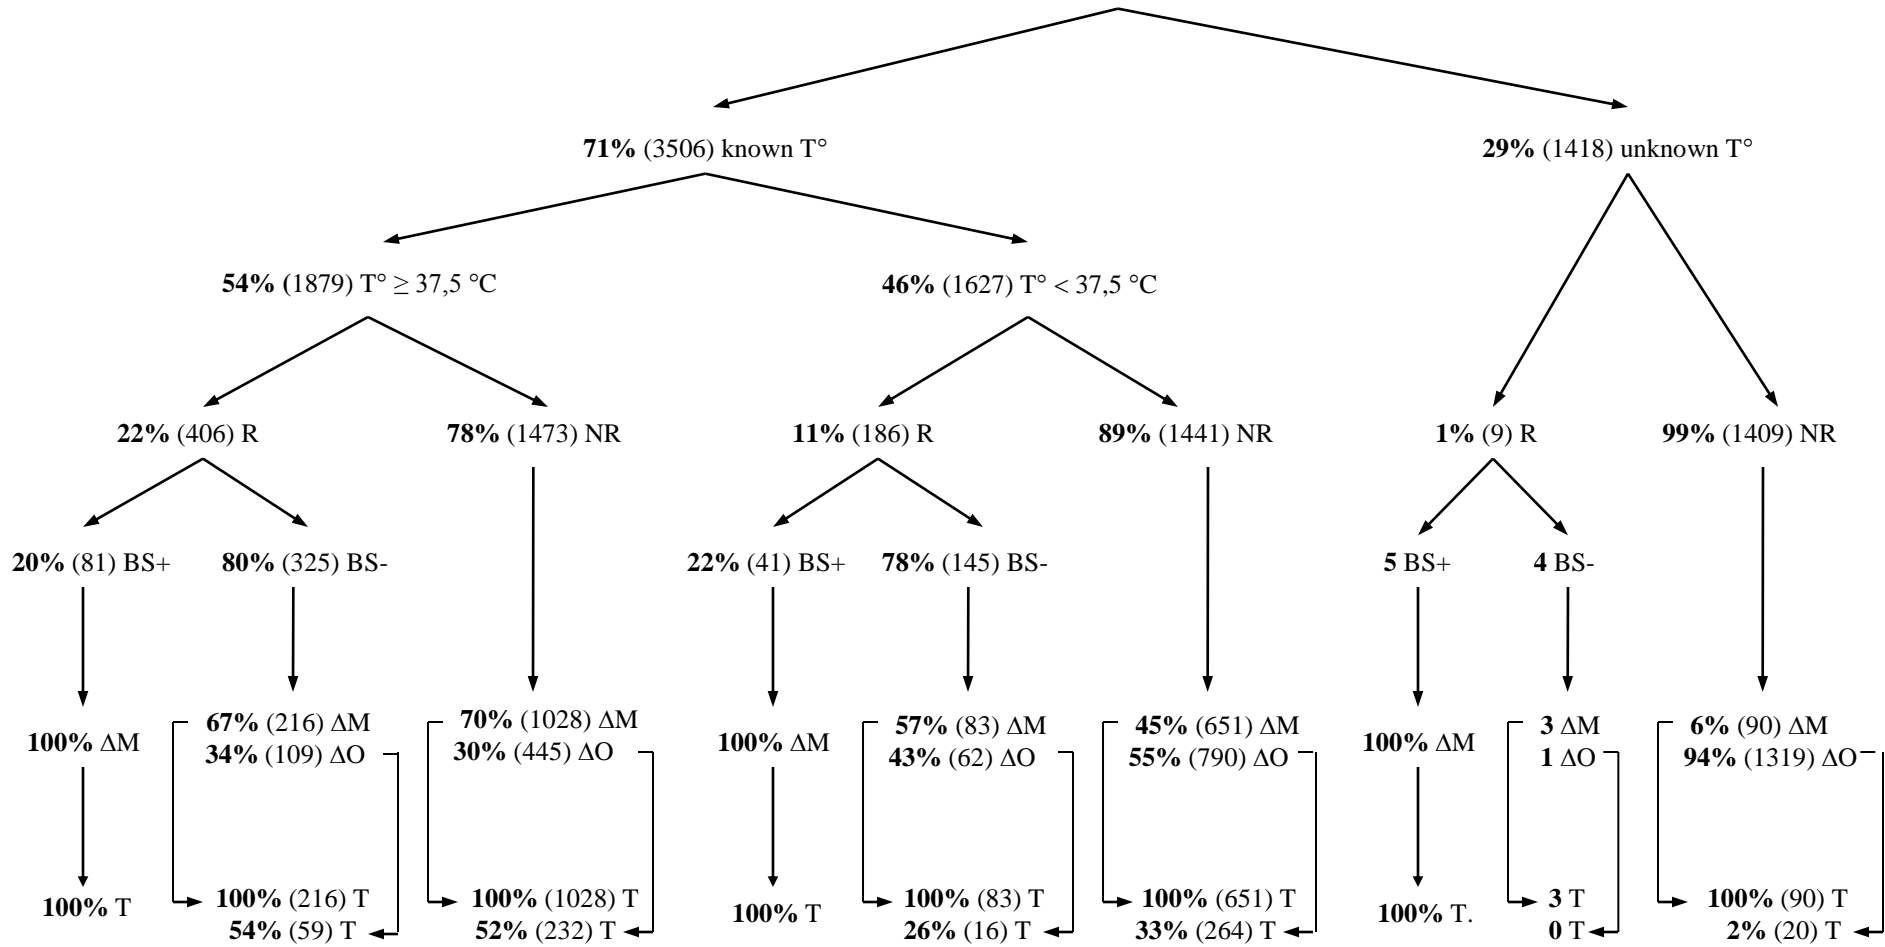 71% (3506) known T°
29% (1418) unknown T°
54% (1879) T° ≥ 37,5 °C
46% (1627) T° < 37,5 °C
22% (406) R
78% (1473) NR
11% (186) R
89% (1441) NR
1% (9) R
99% (1409) NR
20% (81) BS+
80% (325) BS-
22% (41) BS+
78% (145) BS-
5 BS+
4 BS-
100% ΔM
67% (216) ΔM
34% (109) ΔO
70% (1028) ΔM
30% (445) ΔO
100% ΔM
57% (83) ΔM
43% (62) ΔO
45% (651) ΔM
55% (790) ΔO
100% ΔM
3 ΔM
1 ΔO
6% (90) ΔM
94% (1319) ΔO
100% T
100% (216) T
54% (59) T
100% (1028) T
52% (232) T
100% T
100% (83) T
26% (16) T
100% (651) T
33% (264) T
100% T.
3 T
0 T
100% (90) T
2% (20) T